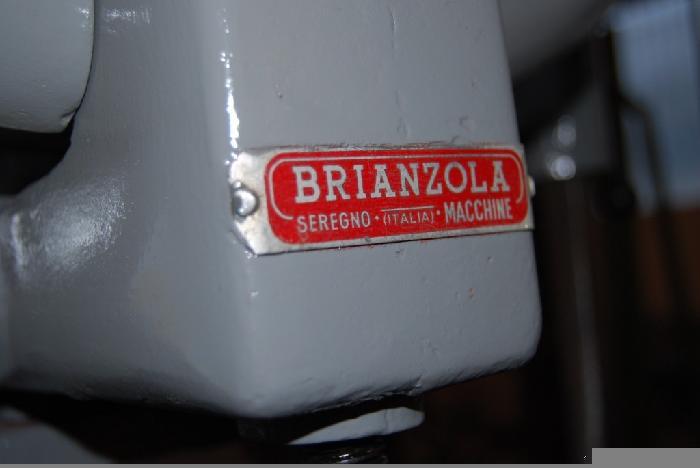 BRIANZOLA
SEREGNO · (ITALIA) · MACCHINE